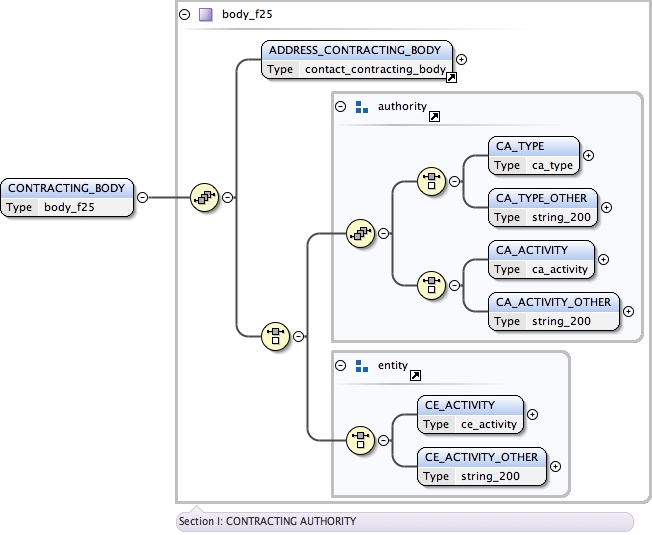 body_f25
ADDRESS_CONTRACTING_BODY
Type contact_contracting_body
authority
CA_TYPE
Type ca_type
CONTRACTING_BODY
Type body_f25
CA_TYPE_OTHER
Type string_200
CA_ACTIVITY
Type ca_activity
CA_ACTIVITY_OTHER
Type string_200
entity
CE_ACTIVITY
Type ce_activity
CE_ACTIVITY_OTHER
Type string_200
Section I: CONTRACTING AUTHORITY